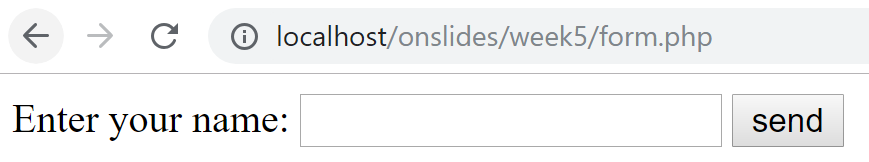 localhost/onslides/week5/form.php
Enter your name: send